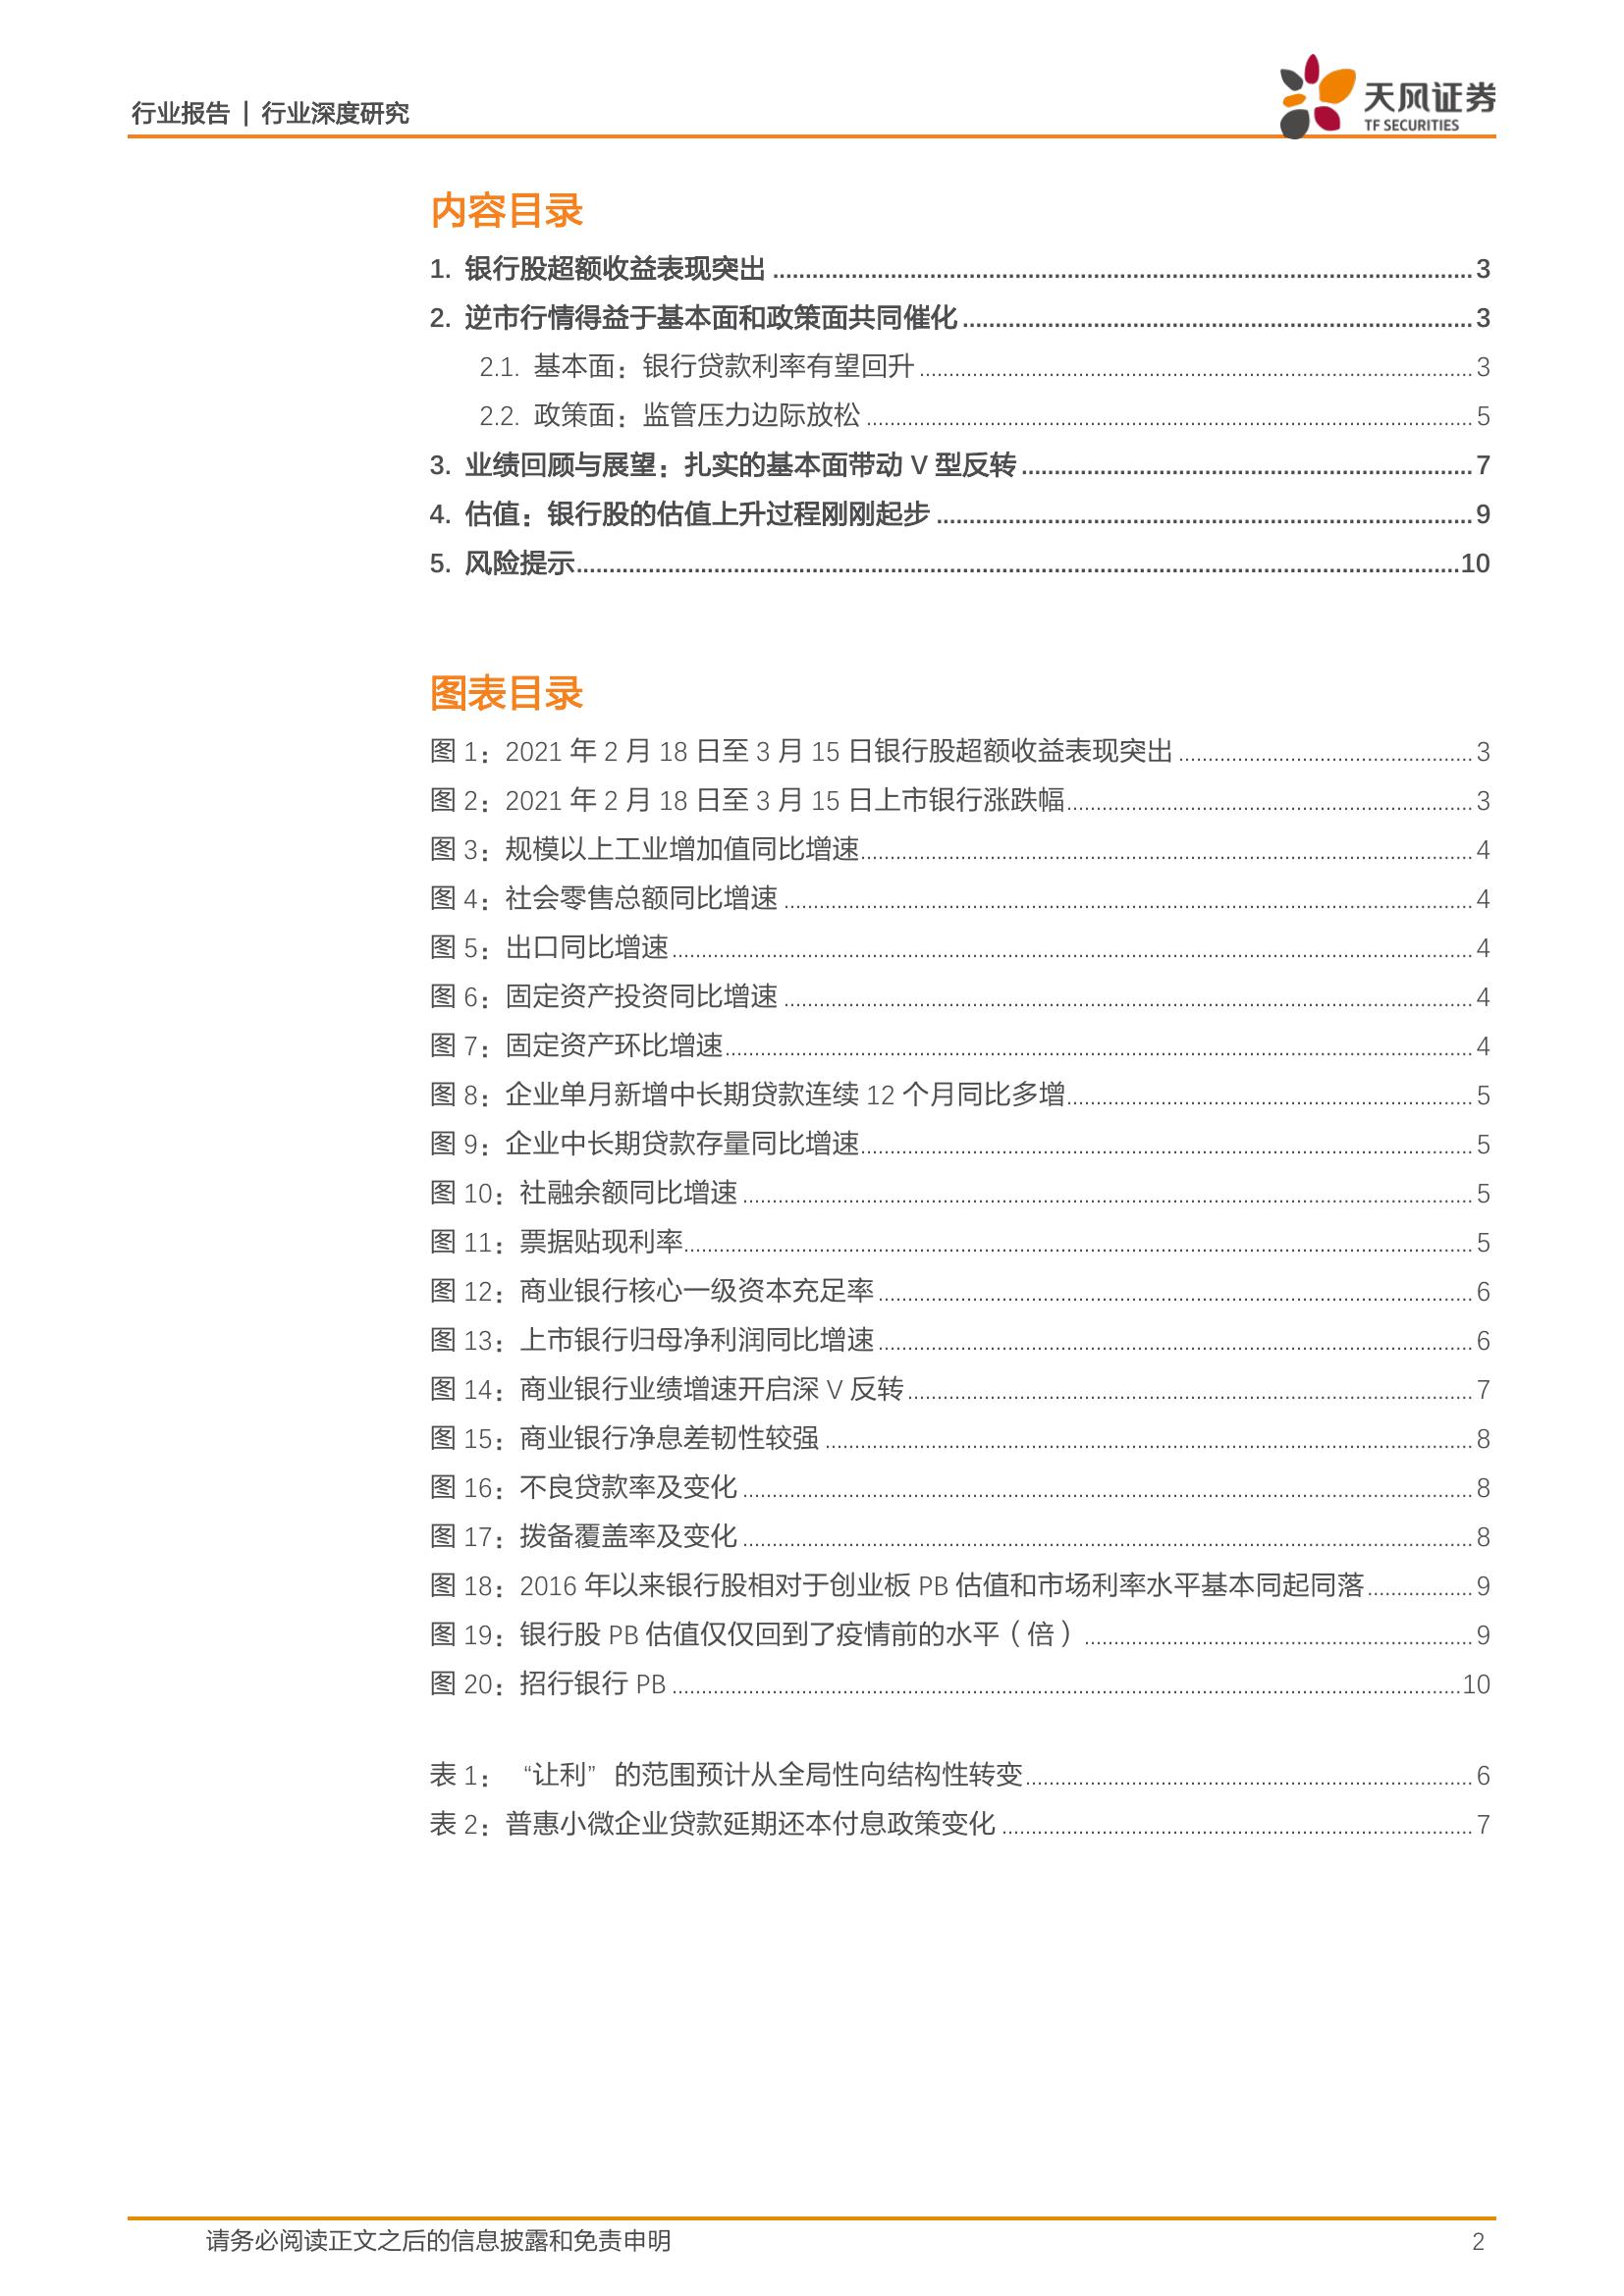 行业报告 | 行业深度研究
天风证券
TF SECURITIES
内容目录
1. 银行股超额收益表现突出 ........ 3
2. 逆市行情得益于基本面和政策面共同催化 ........ 3
2.1. 基本面：银行贷款利率有望回升 ........ 3
2.2. 政策面：监管压力边际放松 ........ 5
3. 业绩回顾与展望：扎实的基本面带动 V 型反转 ........ 7
4. 估值：银行股的估值上升过程刚刚起步 ........ 9
5. 风险提示 ........ 10
图表目录
图 1：2021 年 2 月 18 日至 3 月 15 日银行股超额收益表现突出 ........ 3
图 2：2021 年 2 月 18 日至 3 月 15 日上市银行涨跌幅 ........ 3
图 3：规模以上工业增加值同比增速 ........ 4
图 4：社会零售总额同比增速 ........ 4
图 5：出口同比增速 ........ 4
图 6：固定资产投资同比增速 ........ 4
图 7：固定资产环比增速 ........ 4
图 8：企业单月新增中长期贷款连续 12 个月同比多增 ........ 5
图 9：企业中长期贷款存量同比增速 ........ 5
图 10：社融余额同比增速 ........ 5
图 11：票据贴现利率 ........ 5
图 12：商业银行核心一级资本充足率 ........ 6
图 13：上市银行归母净利润同比增速 ........ 6
图 14：商业银行业绩增速开启深 V 反转 ........ 7
图 15：商业银行净息差韧性较强 ........ 8
图 16：不良贷款率及变化 ........ 8
图 17：拨备覆盖率及变化 ........ 8
图 18：2016 年以来银行股相对于创业板 PB 估值和市场利率水平基本同起同落 ........ 9
图 19：银行股 PB 估值仅仅回到了疫情前的水平（倍） ........ 9
图 20：招行银行 PB ........ 10
表 1：“让利”的范围预计从全局性向结构性转变 ........ 6
表 2：普惠小微企业贷款延期还本付息政策变化 ........ 7
请务必阅读正文之后的信息披露和免责申明 2